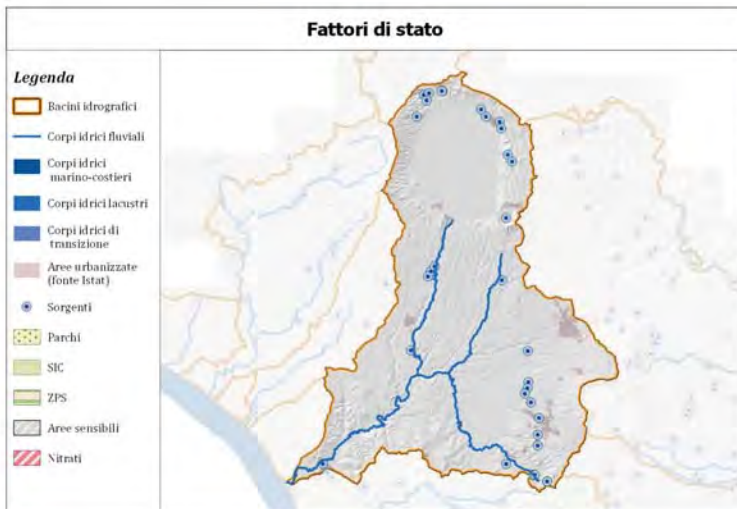 Fattori di stato
Legenda
Bacini idrografici
Corpi idrici fluviali
Corpi idrici
marino-costieri
Corpi idrici lacustri
Corpi idrici di
transizione
Aree urbanizzate
(fonte Istat)
Sorgenti
Parchi
SIC
ZPS
Aree sensibili
Nitrati